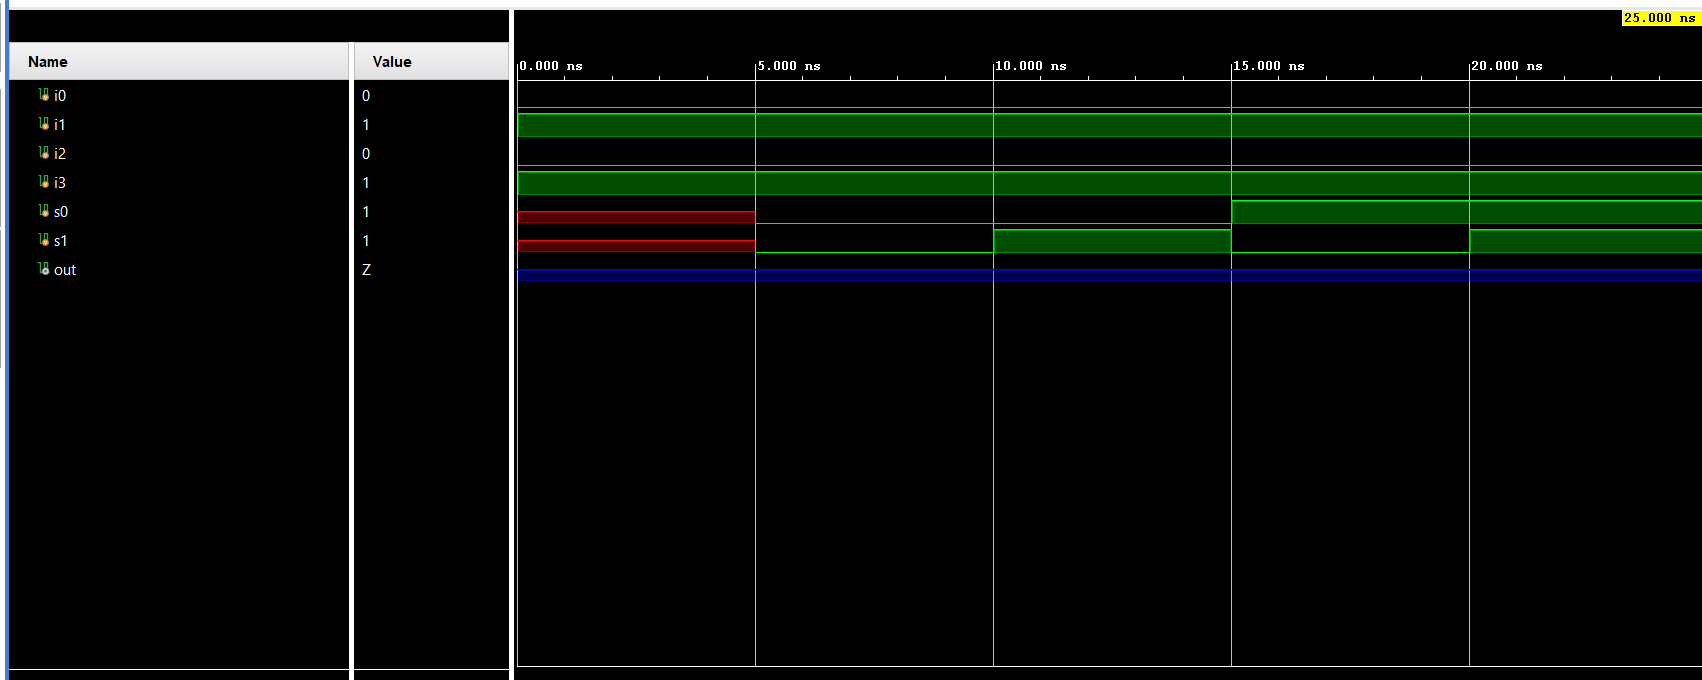 25.000 ns
Name Value
0.000 ns 5.000 ns 10.000 ns 15.000 ns 20.000 ns
i0 0
i1 1
i2 0
i3 1
s0 1
s1 1
out Z